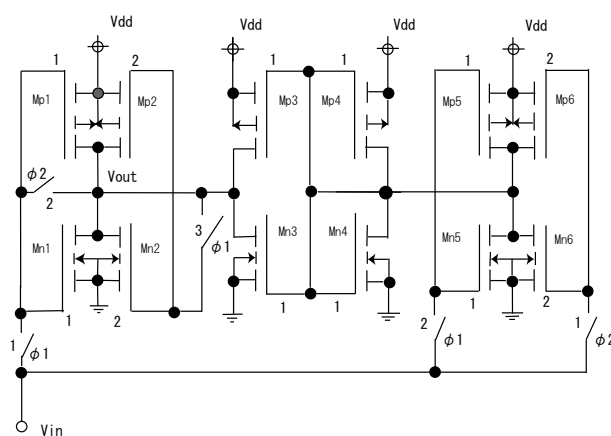 Vdd Vdd Vdd Vdd
1 2 1 1 1 2
Mp1 Mp2 Mp3 Mp4 Mp5 Mp6
φ2
2
Vout
Mn1 Mn2 3 φ1 Mn3 Mn4 Mn5 Mn6
1 2 1 1 1 2
1 φ1 2 φ1 1 φ2
Vin